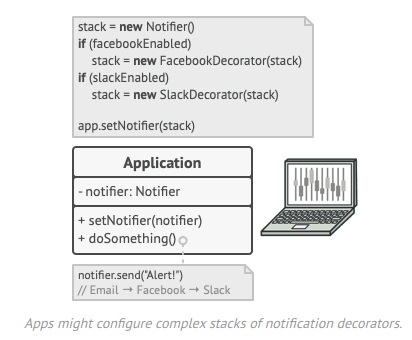 stack = new Notifier()
if (facebookEnabled)
    stack = new FacebookDecorator(stack)
if (slackEnabled)
    stack = new SlackDecorator(stack)
app.setNotifier(stack)
Application
- notifier: Notifier
+ setNotifier(notifier)
+ doSomething()
notifier.send("Alert!")
// Email → Facebook → Slack
Apps might configure complex stacks of notification decorators.